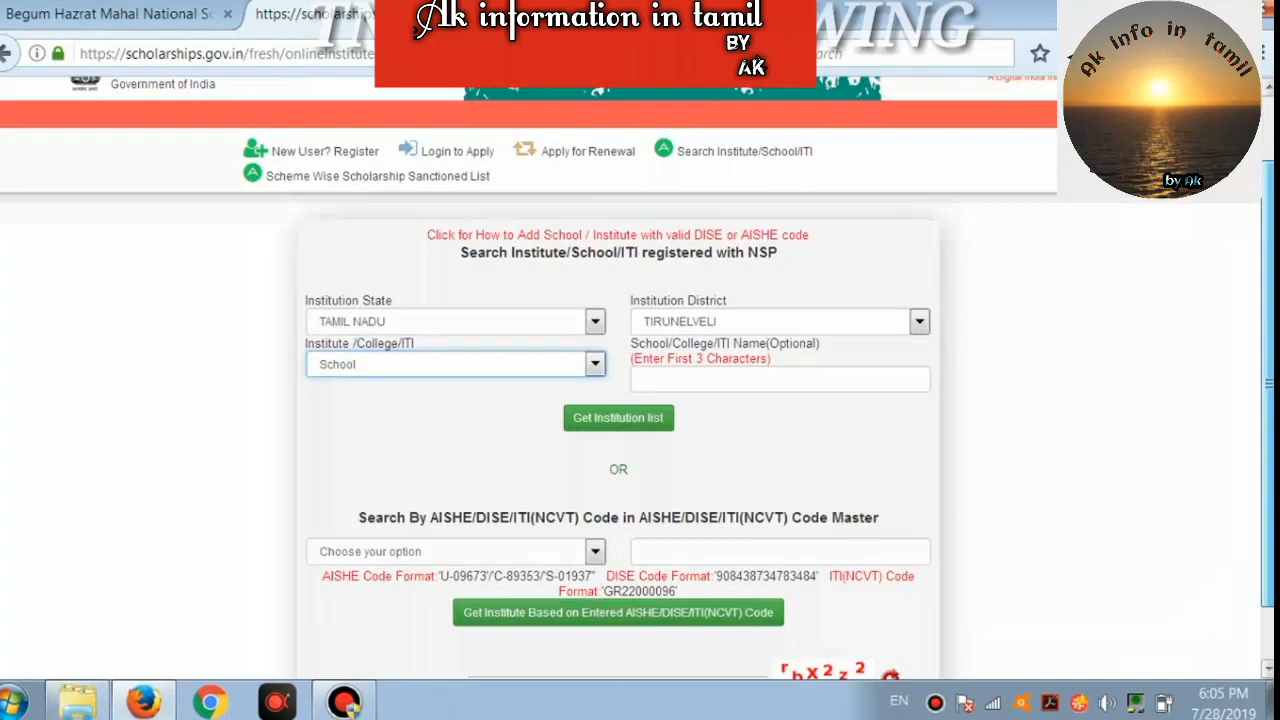 Begum Hazrat Mahal National Sc
https://scholarships
Ak information in tamil
BY
AK
WING
https://scholarships.gov.in/fresh/onlineInstitute
Ak info in tamil
by Ak
Government of India
New User? Register
Login to Apply
Apply for Renewal
Search Institute/School/ITI
Scheme Wise Scholarship Sanctioned List
Click for How to Add School / Institute with valid DISE or AISHE code
Search Institute/School/ITI registered with NSP
Institution State
Institution District
TAMIL NADU
TIRUNELVELI
Institute /College/ITI
School/College/ITI Name(Optional)
(Enter First 3 Characters)
School
Get Institution list
OR
Search By AISHE/DISE/ITI(NCVT) Code in AISHE/DISE/ITI(NCVT) Code Master
Choose your option
AISHE Code Format:'U-09673'/'C-89353/'S-01937" DISE Code Format:'908438734783484' ITI(NCVT) Code
Format:'GR22000096'
Get Institute Based on Entered AISHE/DISE/ITI(NCVT) Code
r b X 2 z 2
EN
6:05 PM
7/28/2019